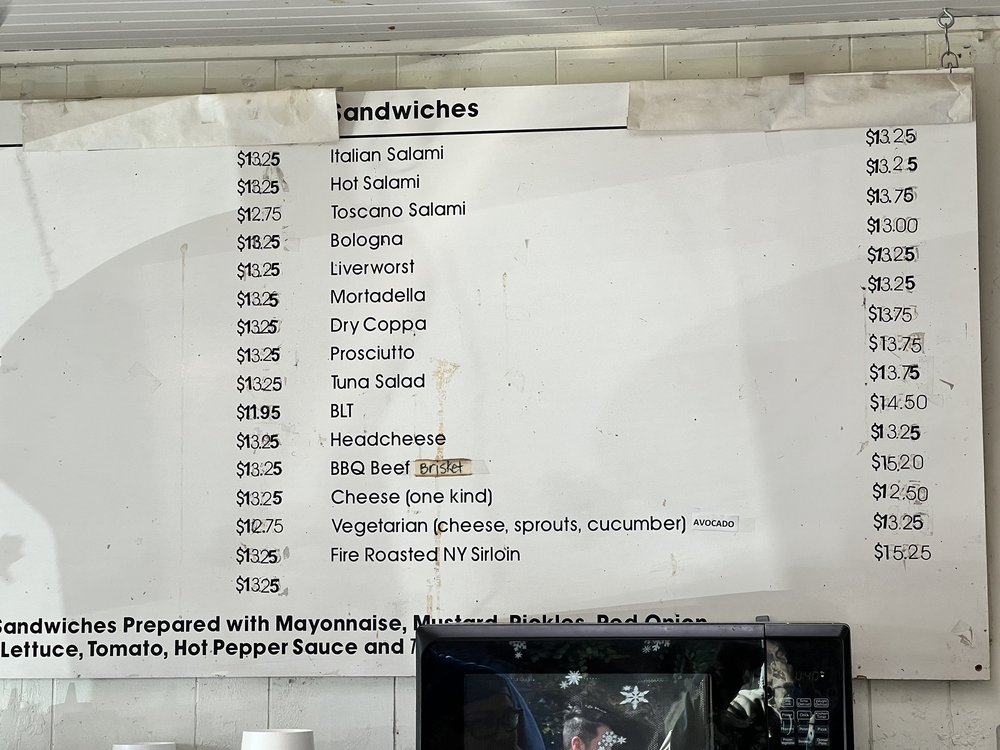 Sandwiches
$13.25
$13.25
$12.75
$13.25
$13.25
$13.25
$13.25
$13.25
$13.25
$11.95
$13.25
$13.25
$13.25
$12.75
$13.25
$13.25
Italian Salami $13.25
Hot Salami $13.25
Toscano Salami $13.75
Bologna $13.00
Liverworst $13.25
Mortadella $13.25
Dry Coppa $13.75
Prosciutto $13.75
Tuna Salad $13.75
BLT $14.50
Headcheese $13.25
BBQ Beef Brisket $15.20
Cheese (one kind) $12.50
Vegetarian (cheese, sprouts, cucumber) AVOCADO $13.25
Fire Roasted NY Sirloin $15.25
Sandwiches Prepared with Mayonnaise, Mustard, Pickles, Red Onion
Lettuce, Tomato, Hot Pepper Sauce and